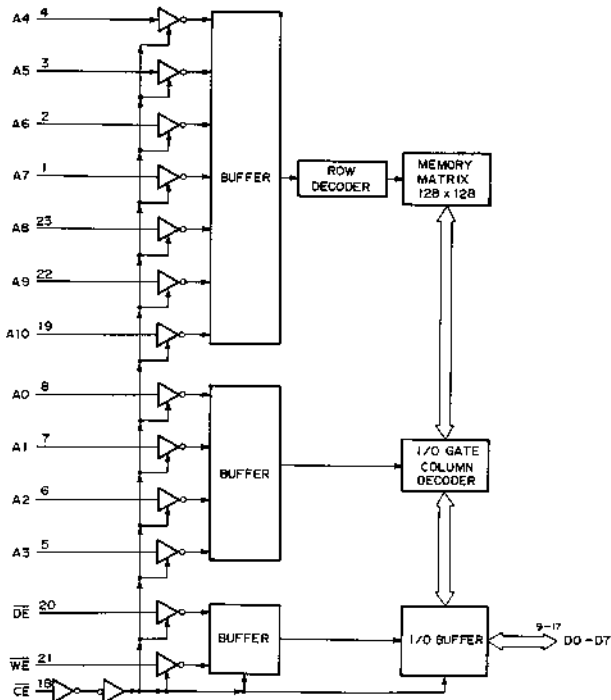 A4 4
A5 3
A6 2
A7 1
A8 23
A9 22
A10 19
BUFFER
ROW
DECODER
MEMORY
MATRIX
128 x 128
A0 8
A1 7
A2 6
A3 5
BUFFER
I/O GATE
COLUMN
DECODER
OE 20
WE 21
CE 18
BUFFER
I/O BUFFER
9-17
D0-D7